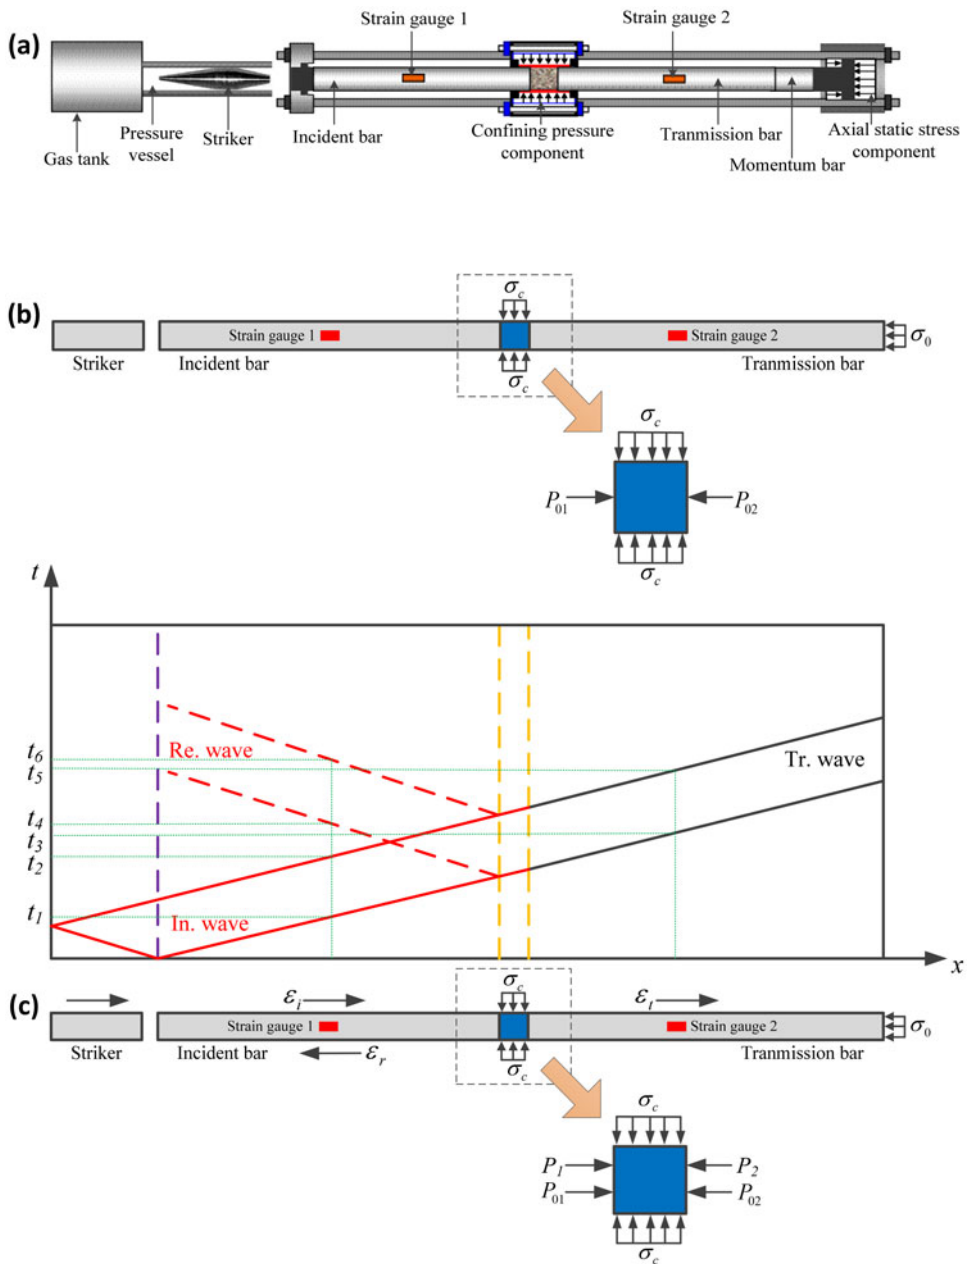 (a)
Strain gauge 1
Strain gauge 2
Gas tank
Pressure
vessel
Striker
Incident bar
Confining pressure
component
Tranmission bar
Momentum bar
Axial static stress
component
(b)
σc
Strain gauge 1
Strain gauge 2
σ0
Striker
Incident bar
σc
Tranmission bar
σc
P01
P02
σc
t
t6
t5
t4
t3
t2
t1
Re. wave
In. wave
Tr. wave
x
(c)
εi
σc
εt
Strain gauge 1
Strain gauge 2
σ0
Striker
Incident bar
εr
σc
Tranmission bar
σc
P1
P2
P01
P02
σc